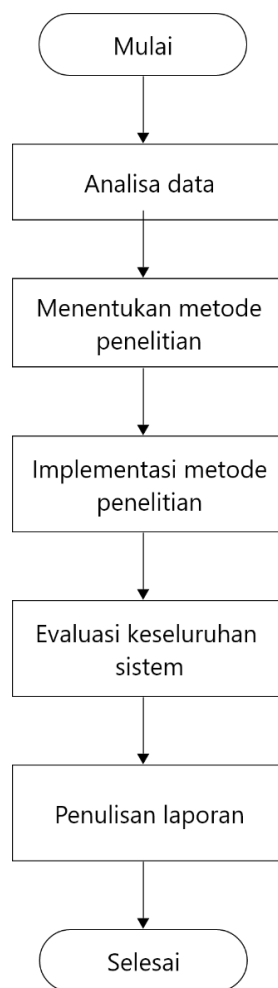 Mulai
Analisa data
Menentukan metode
penelitian
Implementasi metode
penelitian
Evaluasi keseluruhan
sistem
Penulisan laporan
Selesai